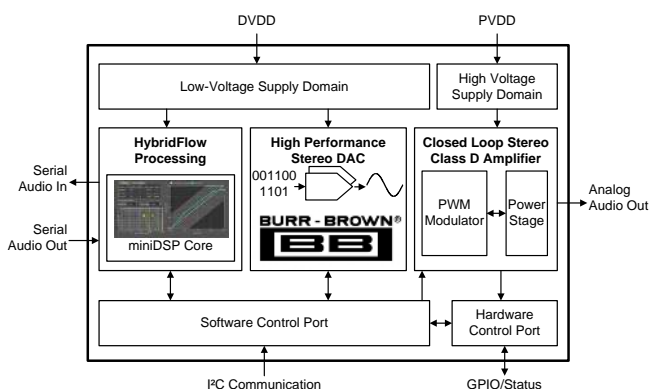 DVDD
PVDD
Low-Voltage Supply Domain
High Voltage
Supply Domain
HybridFlow
Processing
miniDSP Core
High Performance
Stereo DAC
001100
1101
BURR-BROWN®
BB
Closed Loop Stereo
Class D Amplifier
PWM
Modulator
Power
Stage
Serial
Audio In
Serial
Audio Out
Analog
Audio Out
Software Control Port
Hardware
Control Port
I²C Communication
GPIO/Status